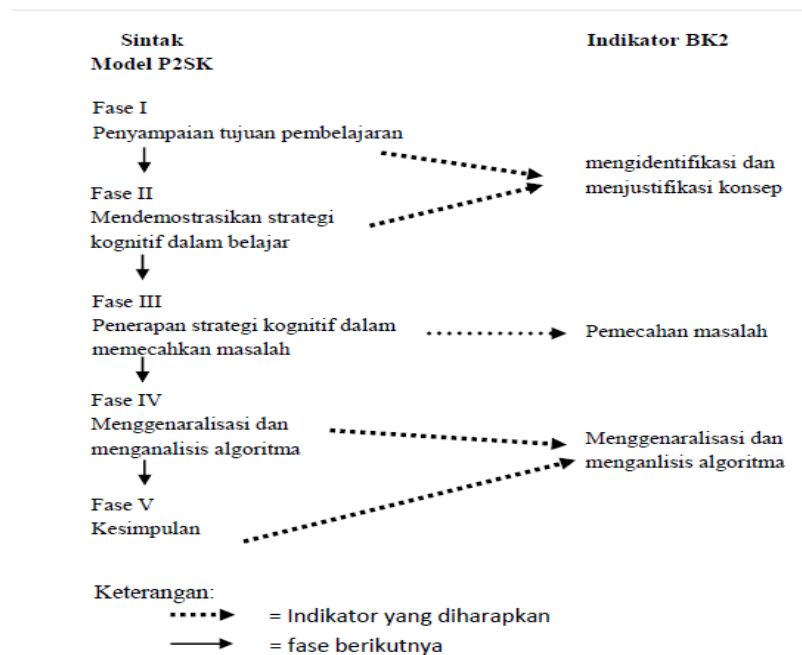 Sintak
Model P2SK
Indikator BK2
Fase I
Penyampaian tujuan pembelajaran
mengidentifikasi dan
menjustifikasi konsep
Fase II
Mendemostrasikan strategi
kognitif dalam belajar
Fase III
Penerapan strategi kognitif dalam
memecahkan masalah
Pemecahan masalah
Fase IV
Menggenaralisasi dan
menganalisis algoritma
Menggenaralisasi dan
menganlisis algoritma
Fase V
Kesimpulan
Keterangan:
= Indikator yang diharapkan
= fase berikutnya